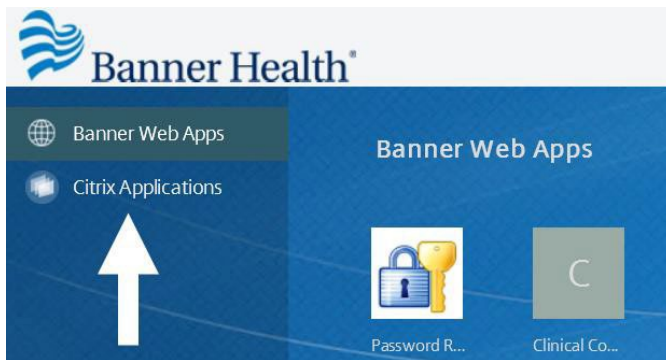 Banner Health®
Banner Web Apps
Citrix Applications
Banner Web Apps
C
Password R...
Clinical Co...